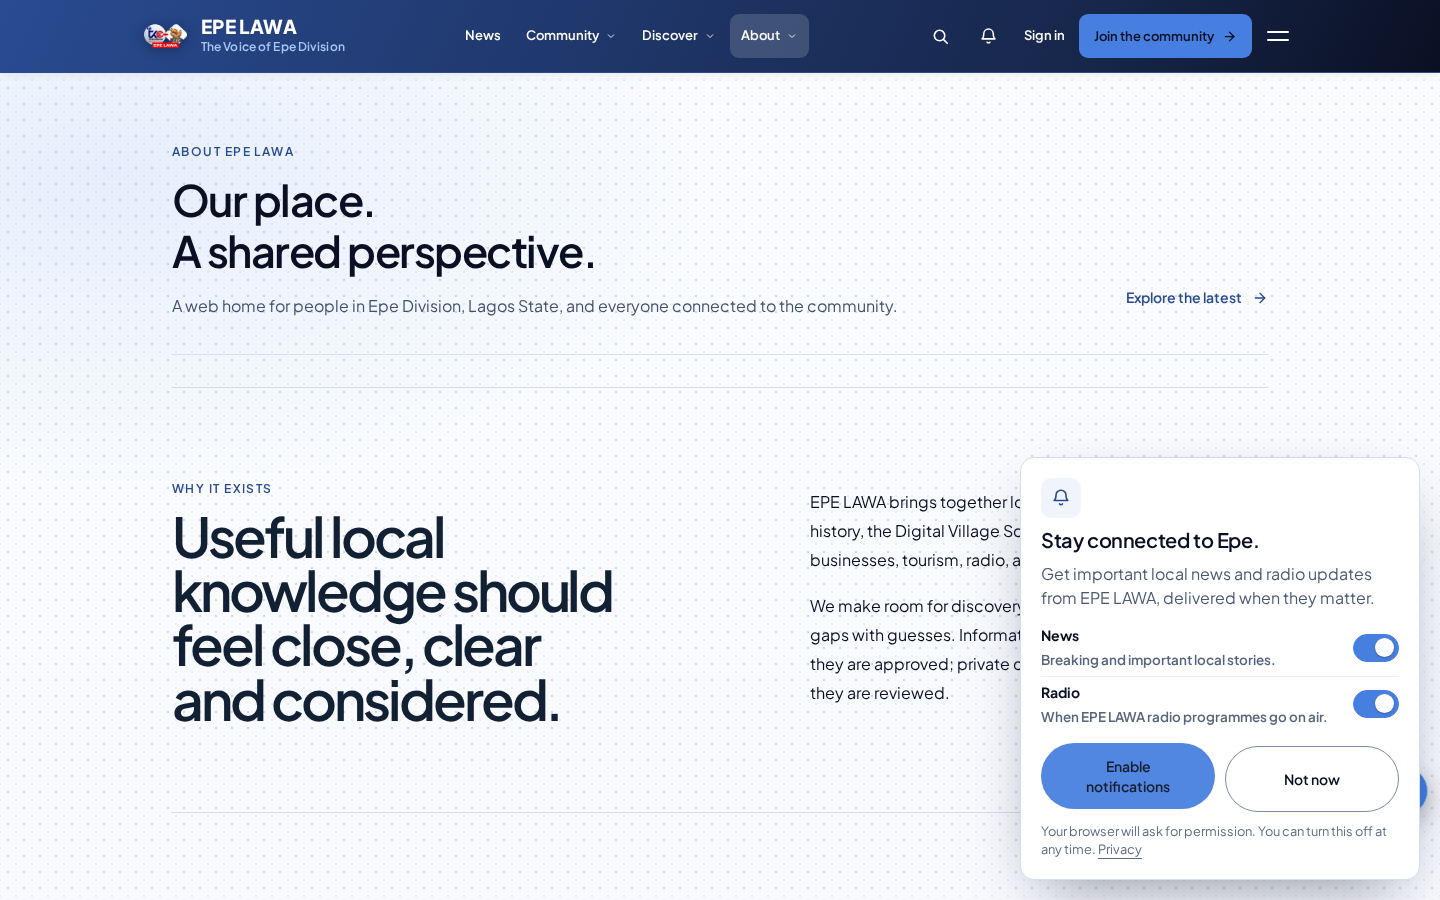 EPE LAWA
The Voice of Epe Division
News
Community
Discover
About
Sign in
Join the community
ABOUT EPE LAWA
Our place.
A shared perspective.
A web home for people in Epe Division, Lagos State, and everyone connected to the community.
Explore the latest
WHY IT EXISTS
Useful local
knowledge should
feel close, clear
and considered.
EPE LAWA brings together
history, the Digital Village
businesses, tourism, radio,
We make room for discovery
gaps with guesses.
they are approved; private
they are reviewed.
Stay connected to Epe.
Get important local news and radio updates
from EPE LAWA, delivered when they matter.
News
Breaking and important local stories.
Radio
When EPE LAWA radio programmes go on air.
Enable
notifications
Not now
Your browser will ask for permission. You can turn this off at
any time. Privacy